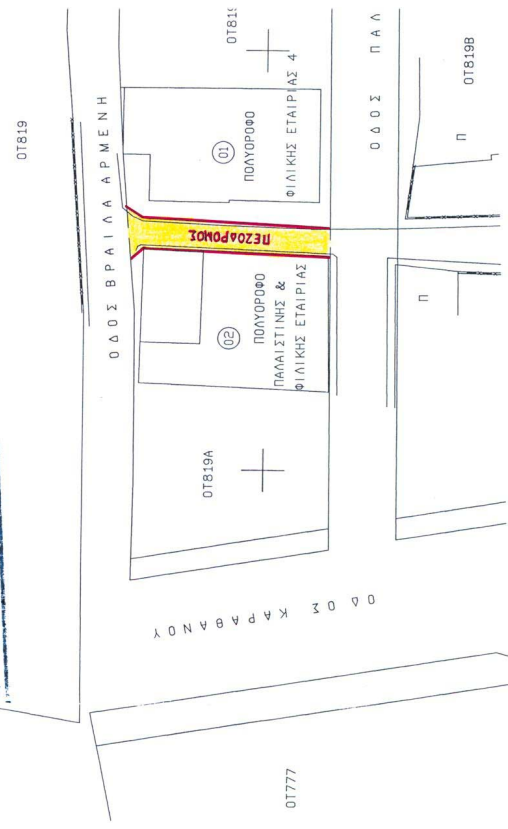 ΟΤ819
ΟΤ819
ΟΔΟΣ ΠΑΛ
ΟΤ819Β
ΟΔΟΣ ΒΡΑΙΛΑ ΑΡΜΕΝΗ
01
ΠΟΛΥΟΡΟΦΟ
ΦΙΛΙΚΗΣ ΕΤΑΙΡΙΑΣ 4
Π
ΠΕΖΟΔΡΟΜΟΣ
02
ΠΟΛΥΟΡΟΦΟ
ΠΑΛΑΙΣΤΙΝΗΣ &
ΦΙΛΙΚΗΣ ΕΤΑΙΡΙΑΣ
Π
ΟΤ819Α
ΟΔΟΣ ΚΑΡΑΘΑΝΟΥ
ΟΤ777